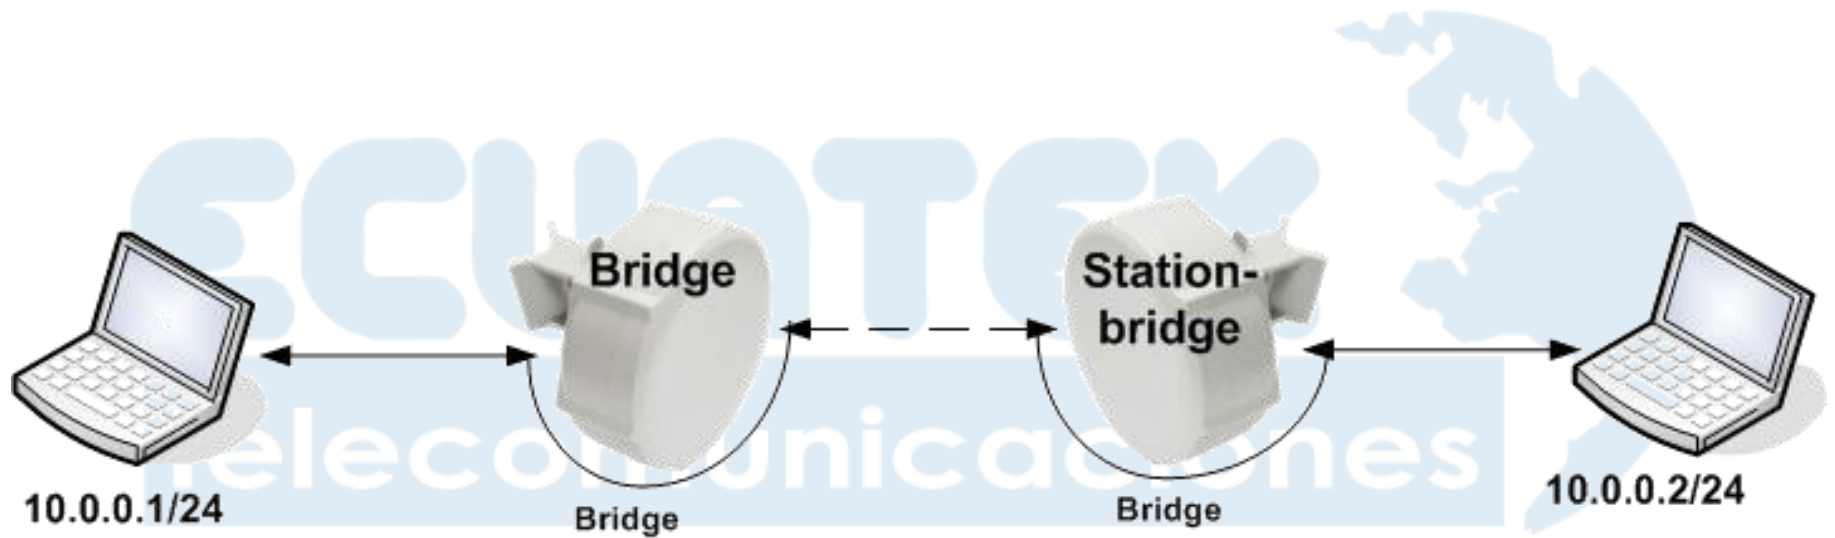 ECUATEK
Telecomunicaciones
Bridge
Station-
bridge
10.0.0.1/24
Bridge
Bridge
10.0.0.2/24